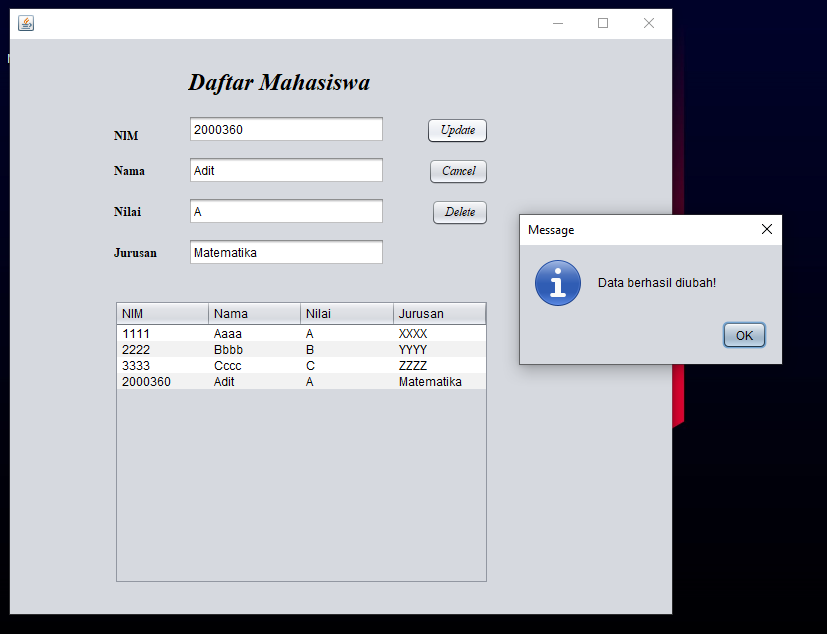 Daftar Mahasiswa
NIM 2000360 Update
Nama Adit Cancel
Nilai A Delete
Jurusan Matematika
NIM Nama Nilai Jurusan
1111 Aaaa A XXXX
2222 Bbbb B YYYY
3333 Cccc C ZZZZ
2000360 Adit A Matematika
Message
Data berhasil diubah!
OK